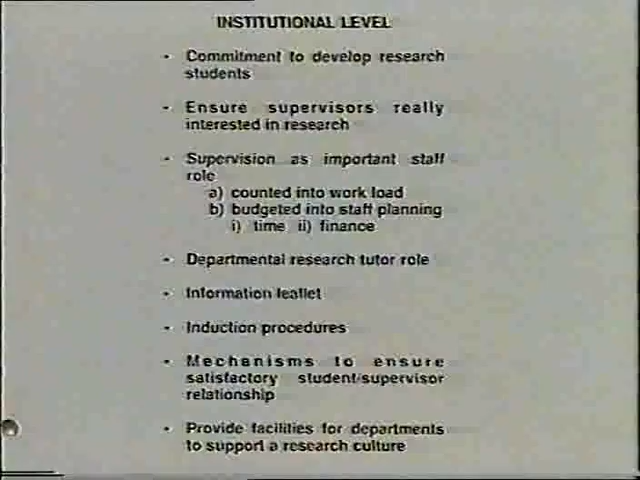 INSTITUTIONAL LEVEL
- Commitment to develop research
students
- Ensure supervisors really
interested in research
- Supervision as important staff
role
a) counted into work load
b) budgeted into staff planning
i) time ii) finance
- Departmental research tutor role
- Information leaflet
- Induction procedures
- Mechanisms to ensure
satisfactory student/supervisor
relationship
- Provide facilities for departments
to support a research culture